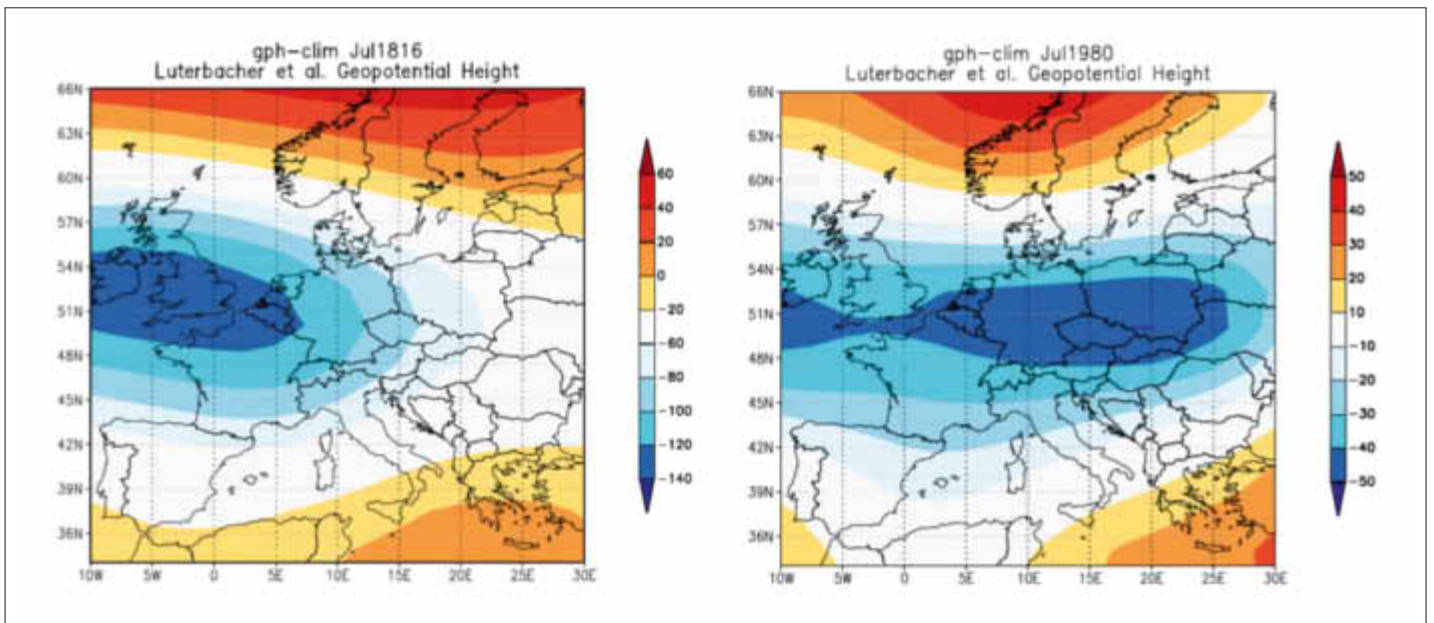 gph-clim Jul1816
Luterbacher et al. Geopotential Height
66N
63N
60N
57N
54N
51N
48N
45N
42N
39N
36N
10W 5W 0 5E 10E 15E 20E 25E 30E
60
40
20
0
-20
-60
-80
-100
-120
-140
gph-clim Jul1980
Luterbacher et al. Geopotential Height
66N
63N
60N
57N
54N
51N
48N
45N
42N
39N
36N
10W 5W 0 5E 10E 15E 20E 25E 30E
50
40
30
20
10
-10
-20
-30
-40
-50